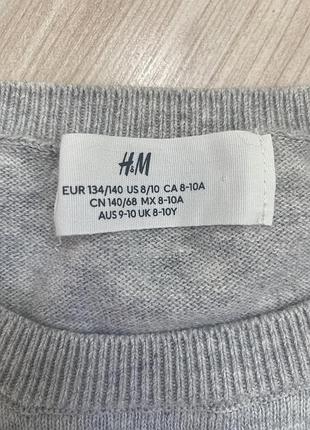 H&M
EUR 134/140 US 8/10 CA 8-10A
CN 140/68 MX 8-10A
AUS 9-10 UK 8-10Y